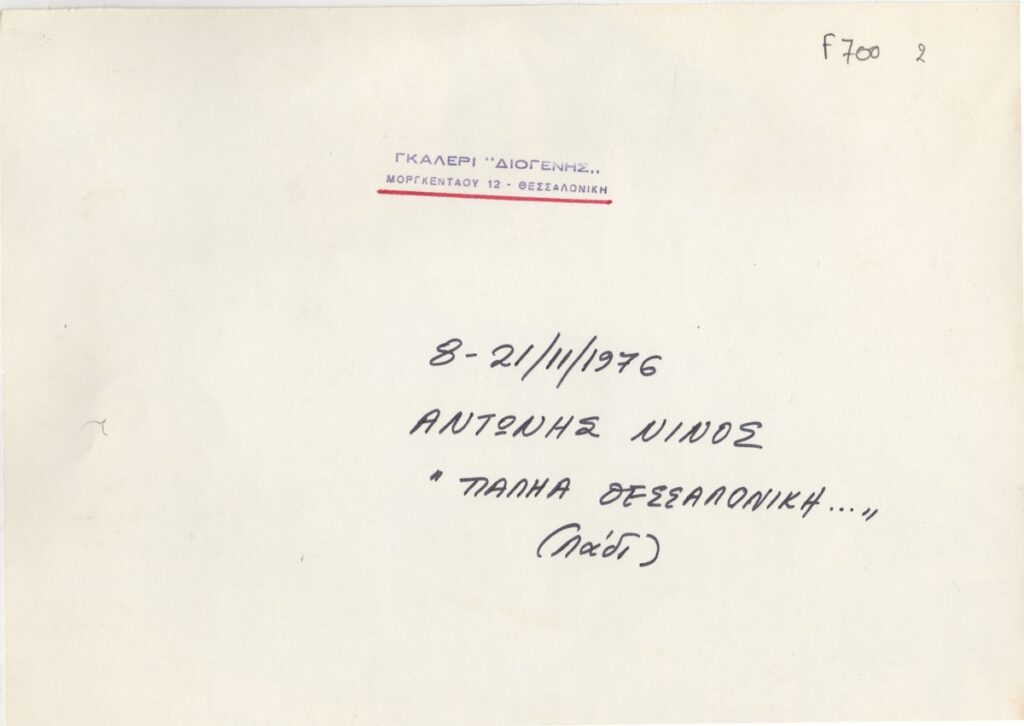 F700 2
ΓΚΑΛΕΡΙ "ΔΙΟΓΕΝΗΣ„
ΜΟΡΓΚΕΝΤΑΟΥ 12 - ΘΕΣΣΑΛΟΝΙΚΗ
8-21/11/1976
ΑΝΤΩΝΗΣ ΝΙΝΟΣ
" ΠΑΛΗΑ ΘΕΣΣΑΛΟΝΙΚΗ...„
(Λάδι)